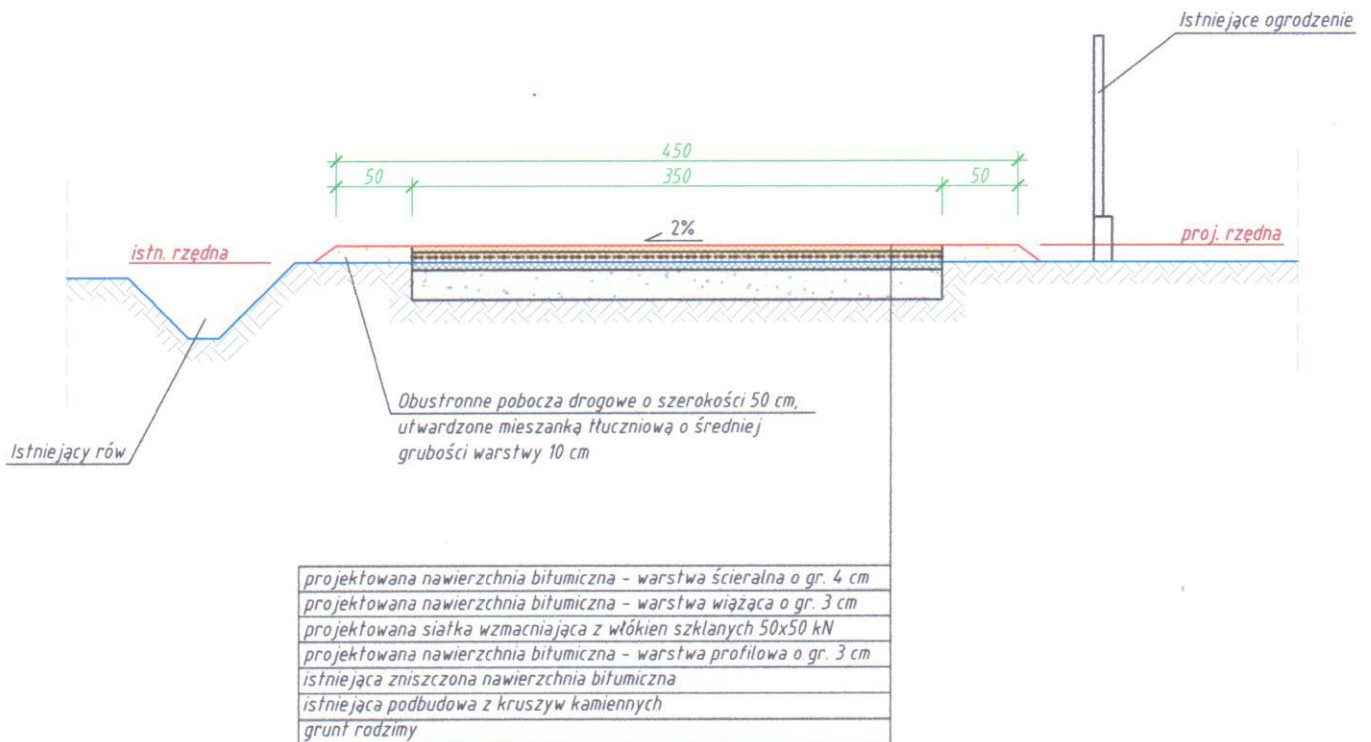 Istniejące ogrodzenie
450
50
350
50
2%
istn. rzędna
proj. rzędna
Obustronne pobocza drogowe o szerokości 50 cm,
utwardzone mieszanką tłuczniową o średniej
grubości warstwy 10 cm
Istniejący rów
projektowana nawierzchnia bitumiczna - warstwa ścieralna o gr. 4 cm
projektowana nawierzchnia bitumiczna - warstwa wiążąca o gr. 3 cm
projektowana siatka wzmacniająca z włókien szklanych 50x50 kN
projektowana nawierzchnia bitumiczna - warstwa profilowa o gr. 3 cm
istniejąca zniszczona nawierzchnia bitumiczna
istniejąca podbudowa z kruszyw kamiennych
grunt rodzimy